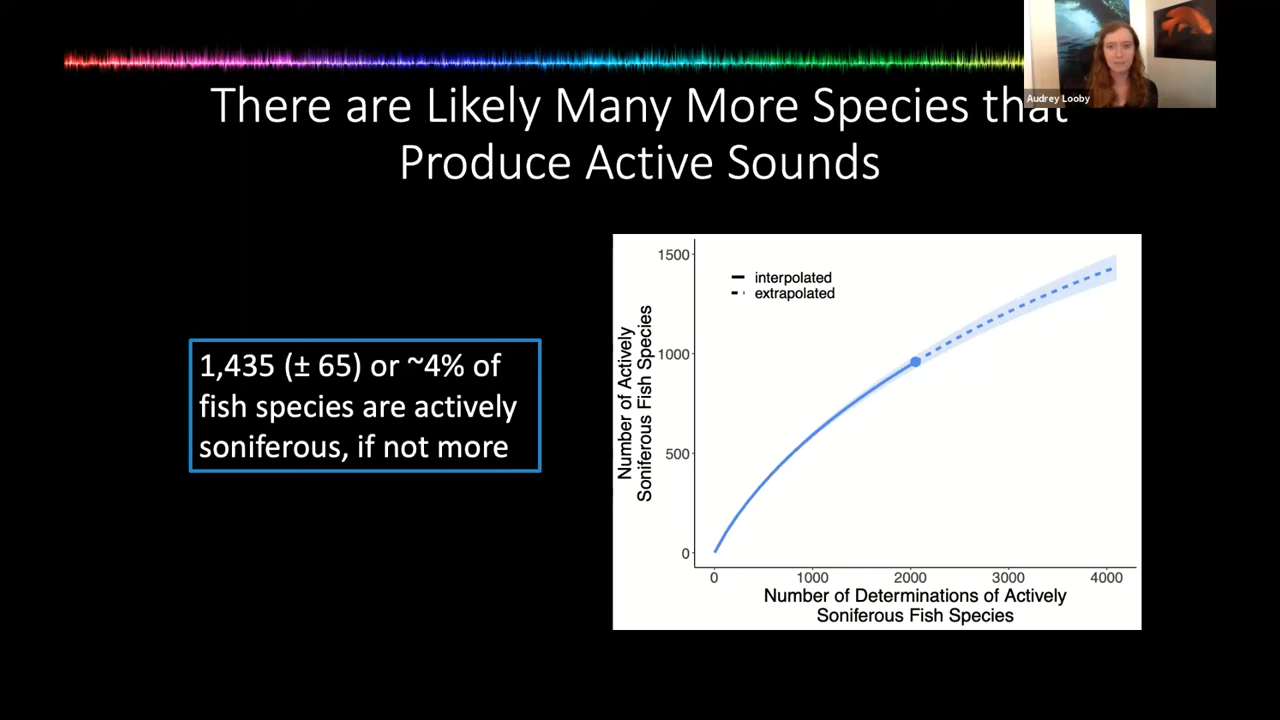 There are Likely Many More Species that
Produce Active Sounds
Audrey Looby
1,435 (± 65) or ~4% of
fish species are actively
soniferous, if not more
Number of Actively
Soniferous Fish Species
1500
1000
500
0
interpolated
extrapolated
0 1000 2000 3000 4000
Number of Determinations of Actively
Soniferous Fish Species